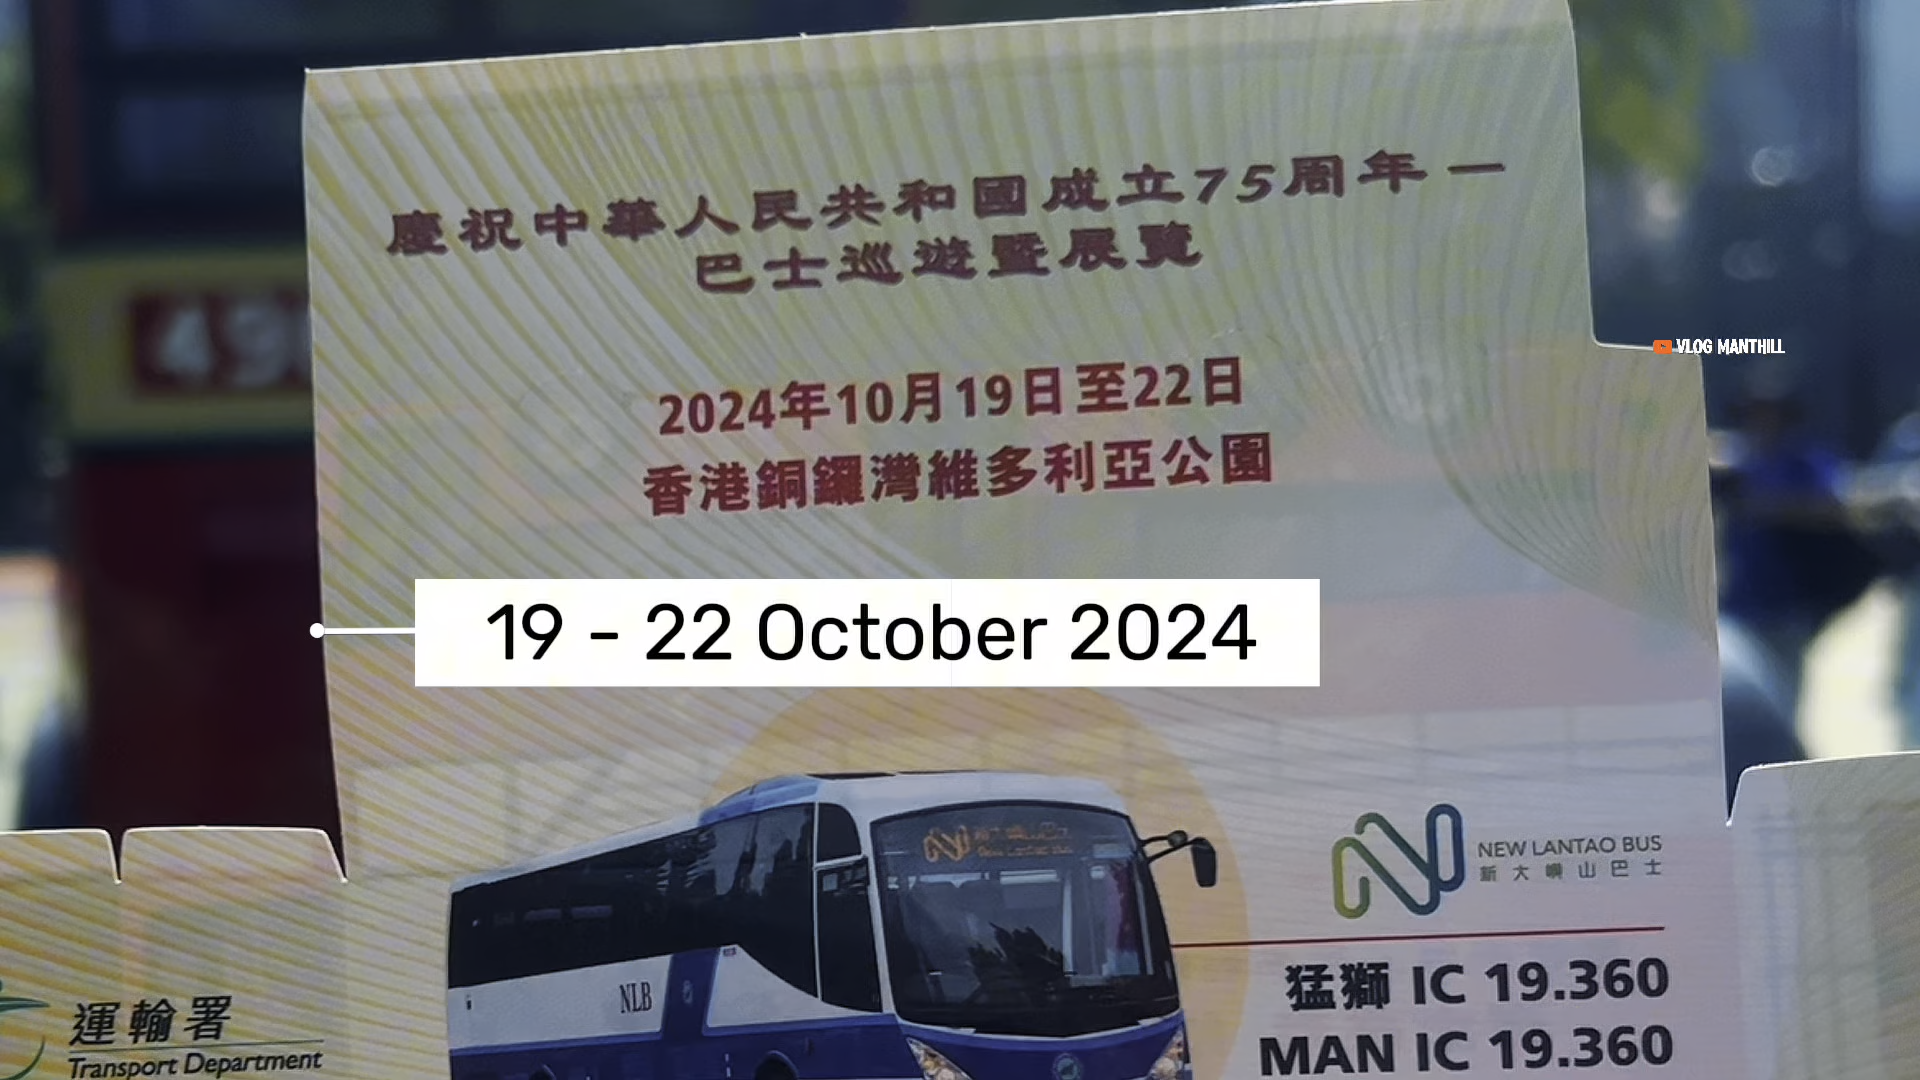 慶祝中華人民共和國成立75周年 —
巴士巡遊暨展覽
2024年10月19日至22日
香港銅鑼灣維多利亞公園
VLOG MANTHILL
19 - 22 October 2024
NEW LANTAO BUS
新大嶼山巴士
NLB
猛獅 IC 19.360
MAN IC 19.360
運輸署
Transport Department